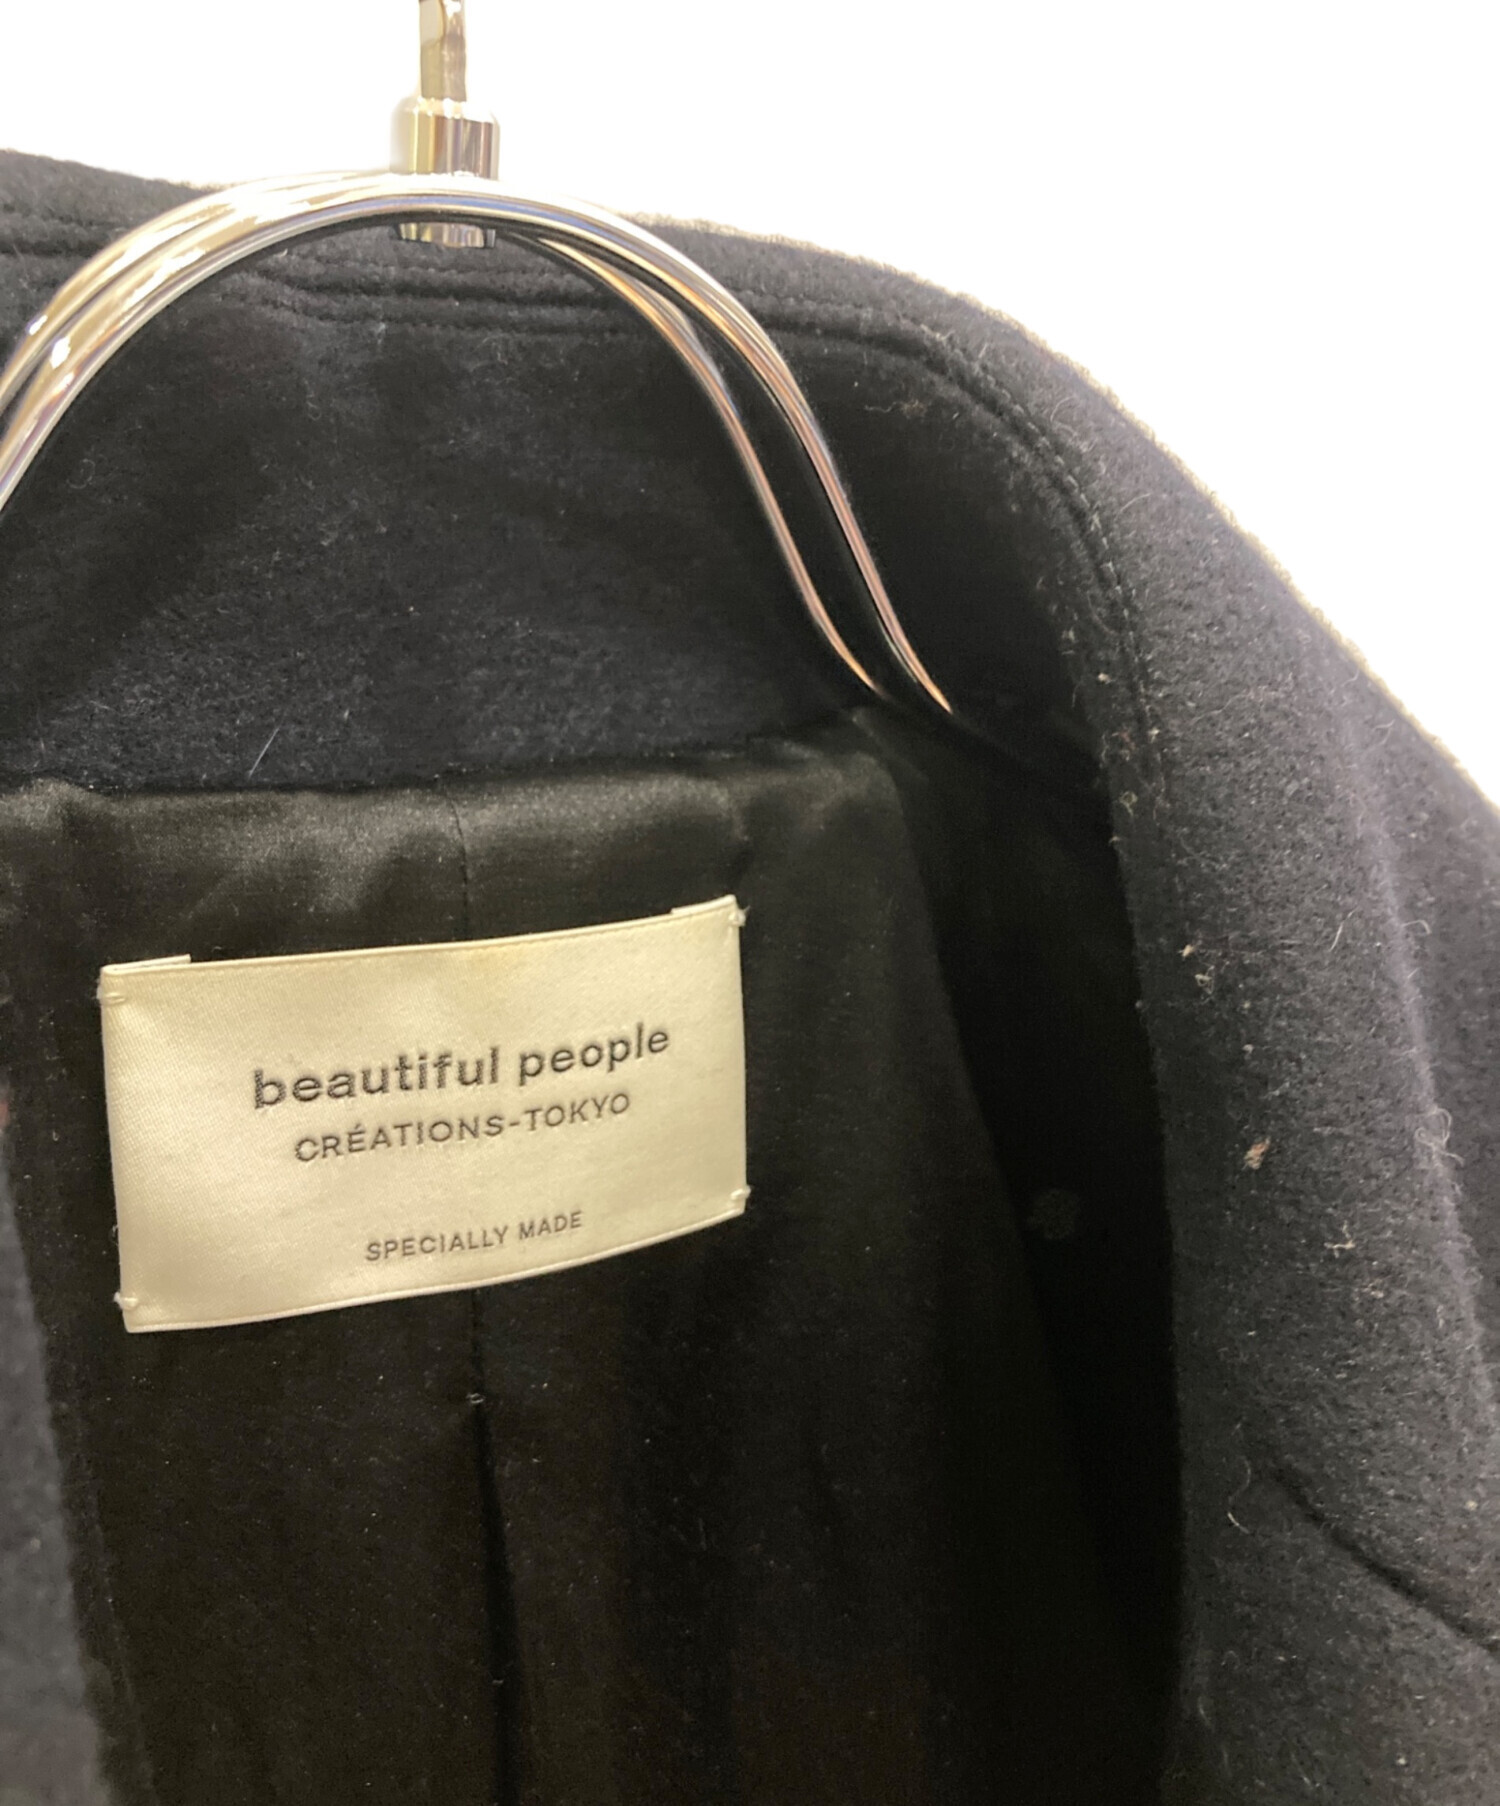 beautiful people
CRÉATIONS-TOKYO
SPECIALLY MADE